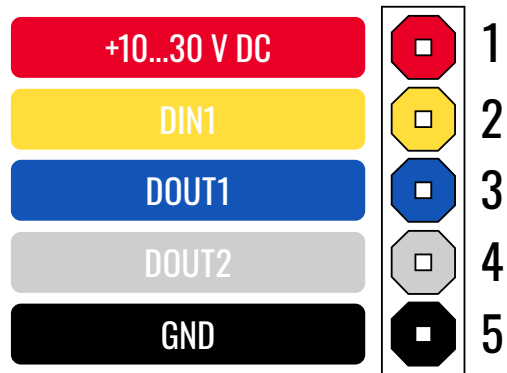 +10...30 V DC 1
DIN1 2
DOUT1 3
DOUT2 4
GND 5